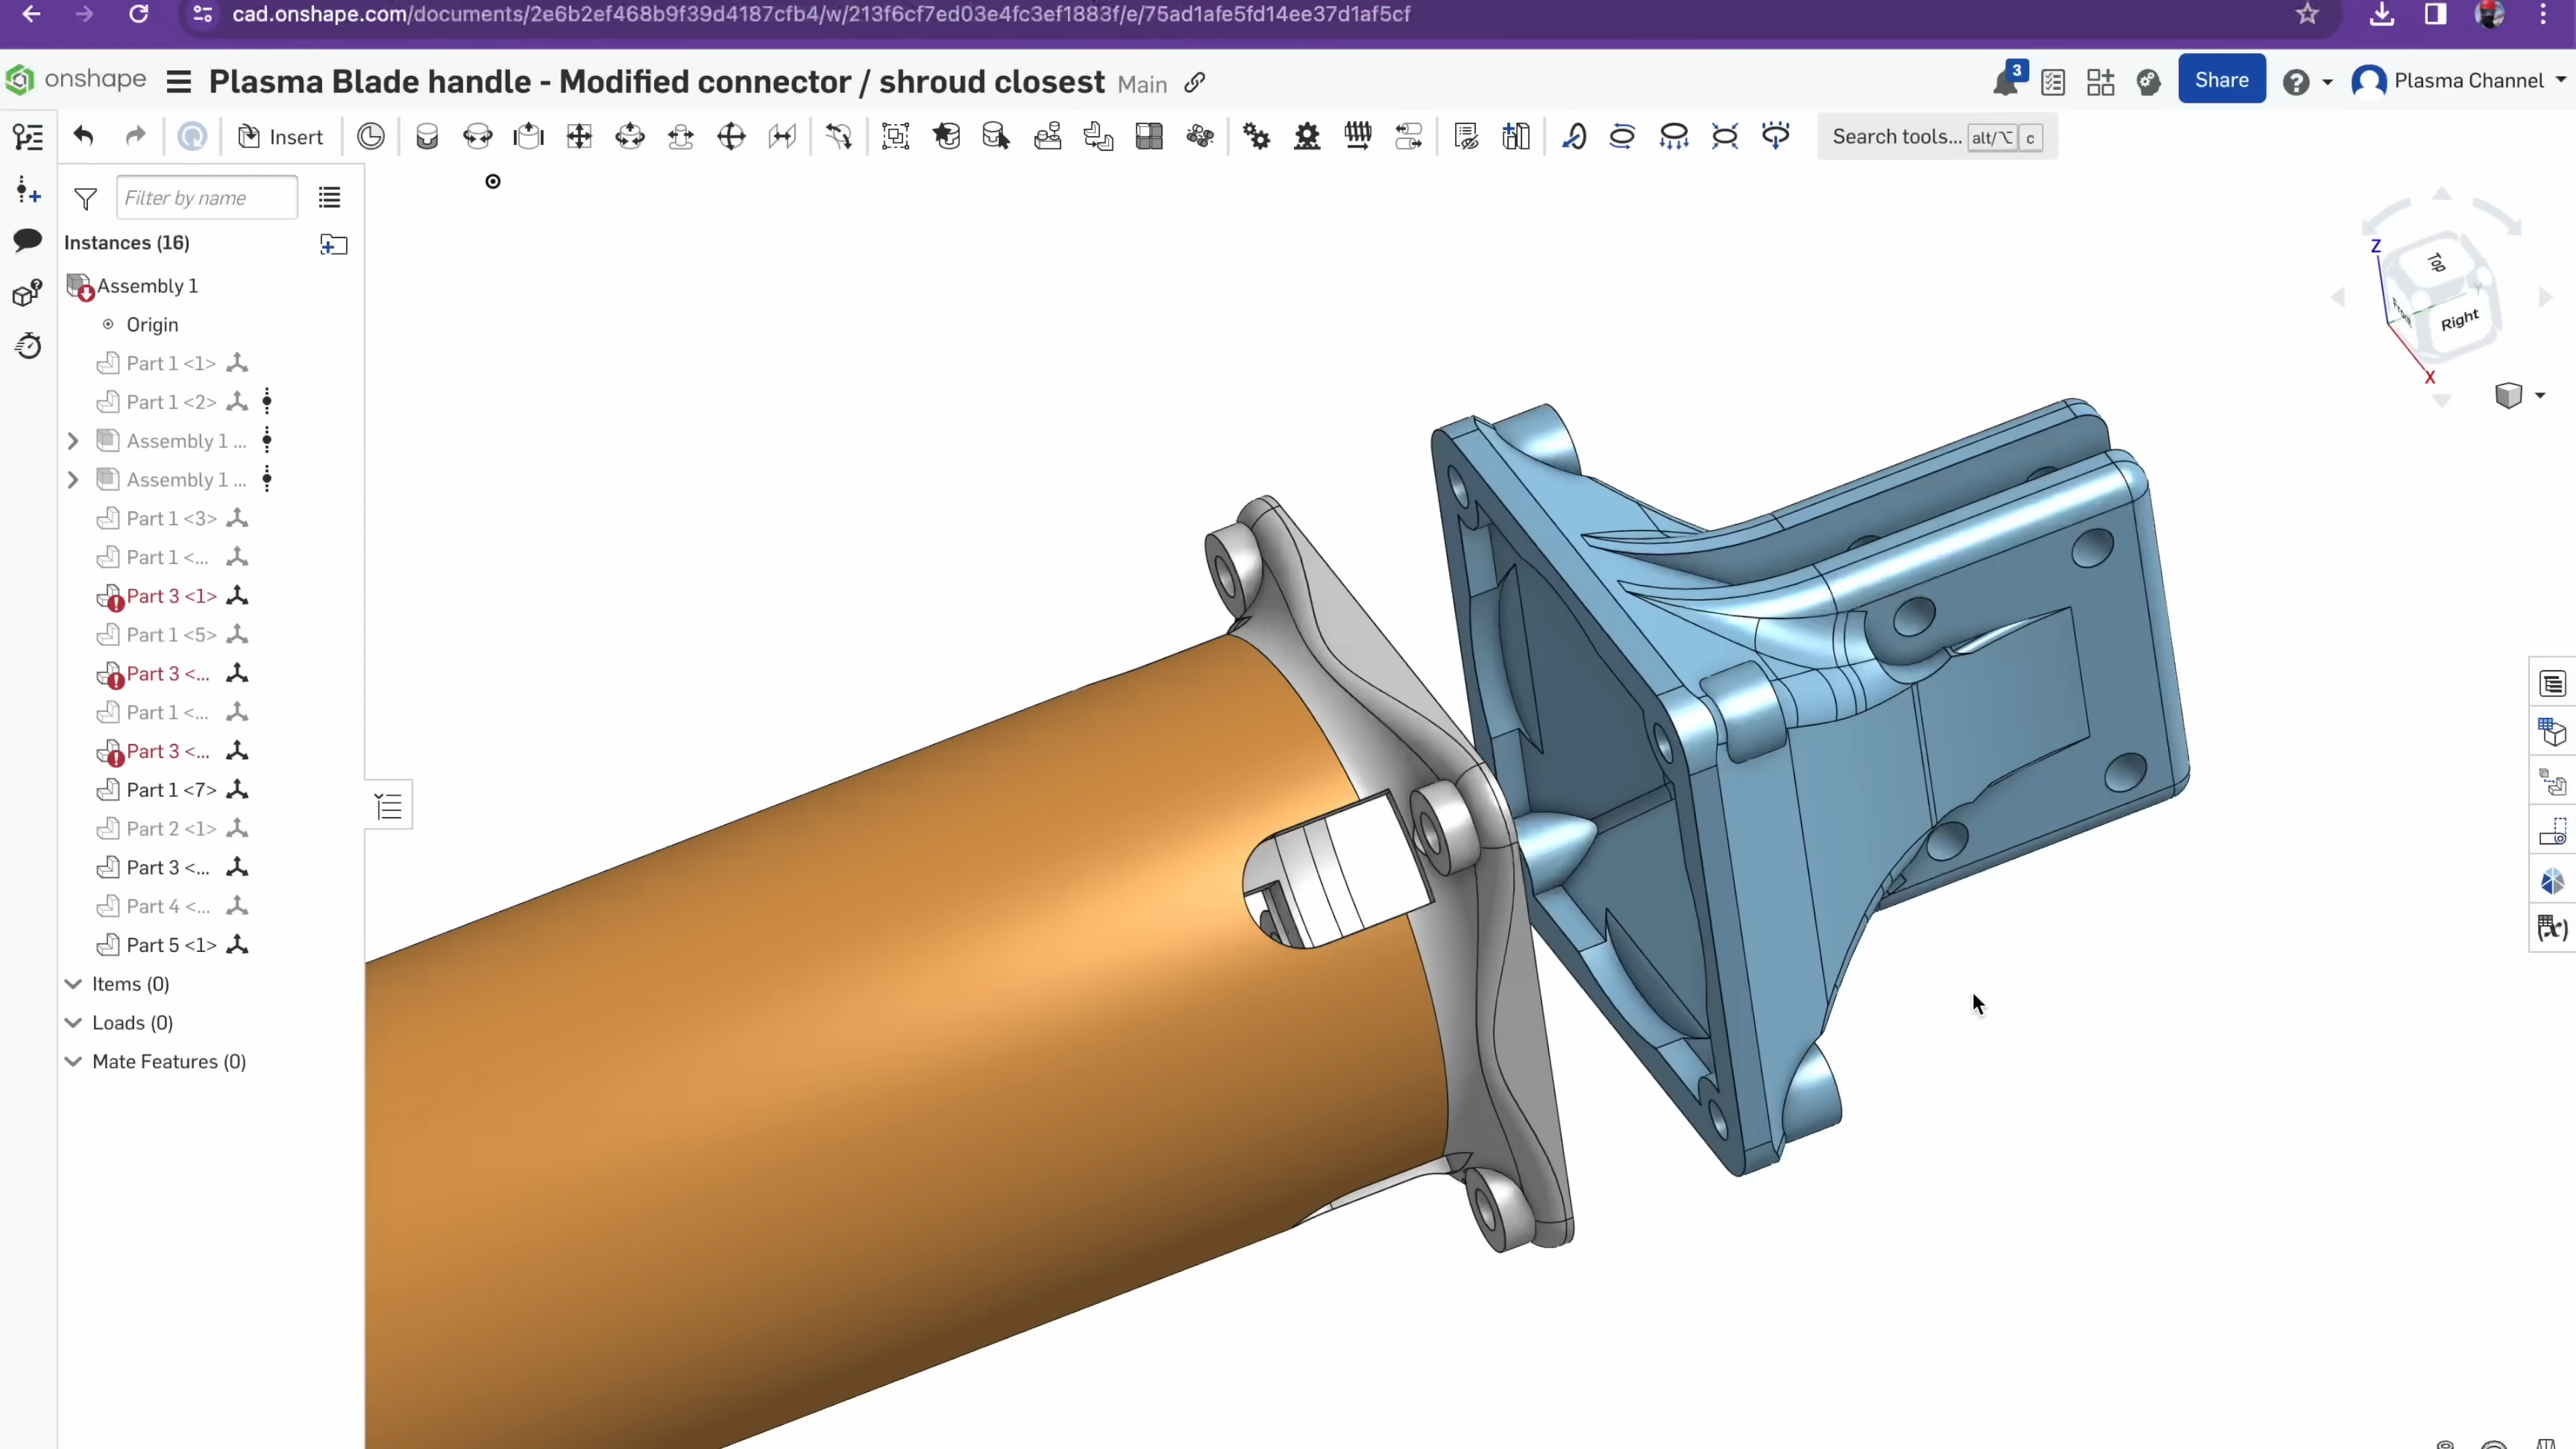 cad.onshape.com/documents/2e6b2ef468b9f39d4187cfb4/w/213f6cf7ed03e4fc3ef1883f/e/75ad1afe5fd14ee37d1af5cf
onshape Plasma Blade handle - Modified connector / shroud closest Main 3 Share Plasma Channel
Insert Search tools... alt/⌥ c
Filter by name
Instances (16)
Assembly 1
Origin
Part 1 <1>
Part 1 <2>
Assembly 1 ...
Assembly 1 ...
Part 1 <3>
Part 1 <...
Part 3 <1>
Part 1 <5>
Part 3 <...
Part 1 <...
Part 3 <...
Part 1 <7>
Part 2 <1>
Part 3 <...
Part 4 <...
Part 5 <1>
Items (0)
Loads (0)
Mate Features (0)
Z
Top
Front
Right
X
(x)